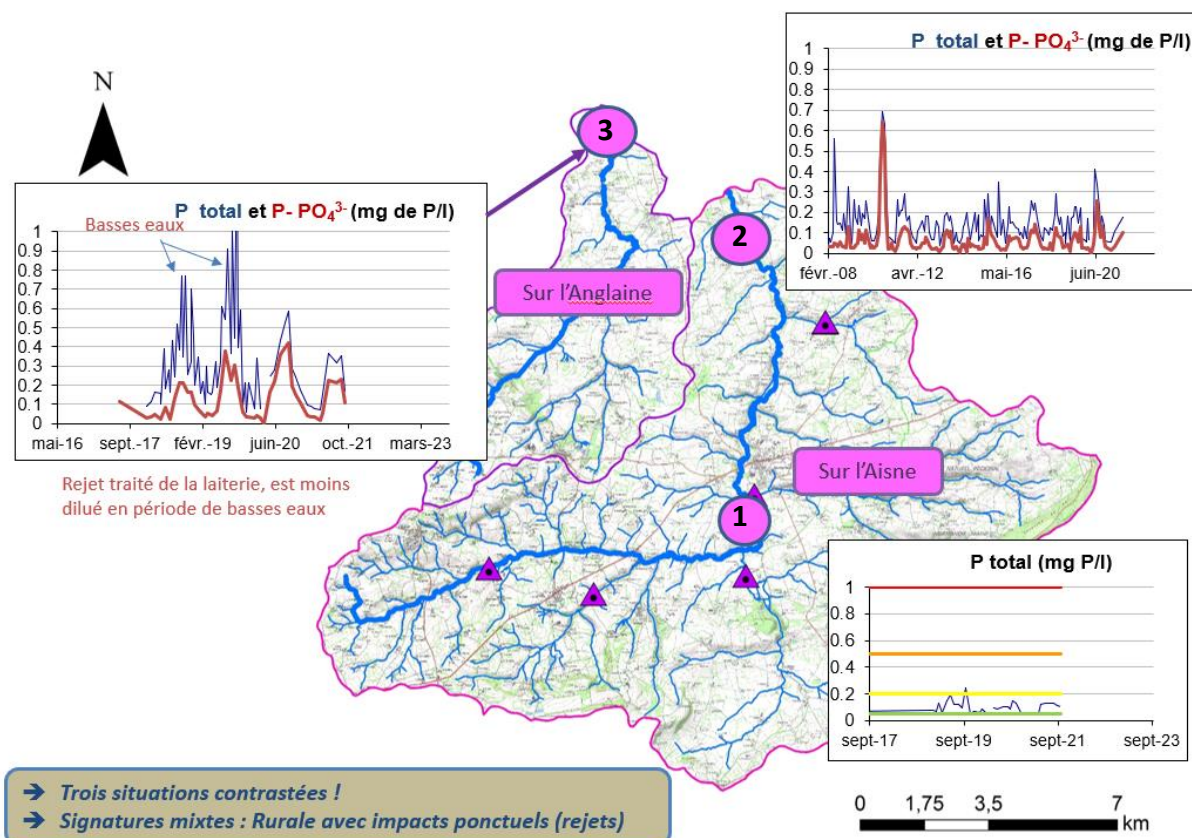 N
3
2
1
Sur l'Anglaine
Sur l'Aisne
P total et P- PO₄³⁻ (mg de P/l)
1
0.9
0.8
0.7
0.6
0.5
0.4
0.3
0.2
0.1
0
févr.-08
avr.-12
mai-16
juin-20
P total et P- PO₄³⁻ (mg de P/l)
Basses eaux
1
0.9
0.8
0.7
0.6
0.5
0.4
0.3
0.2
0.1
0
mai-16
sept.-17
févr.-19
juin-20
oct.-21
mars-23
Rejet traité de la laiterie, est moins
dilué en période de basses eaux
P total (mg P/l)
1
0.8
0.6
0.4
0.2
0
sept-17
sept-19
sept-21
sept-23
➔ Trois situations contrastées !
➔ Signatures mixtes : Rurale avec impacts ponctuels (rejets)
0
1,75
3,5
7
km